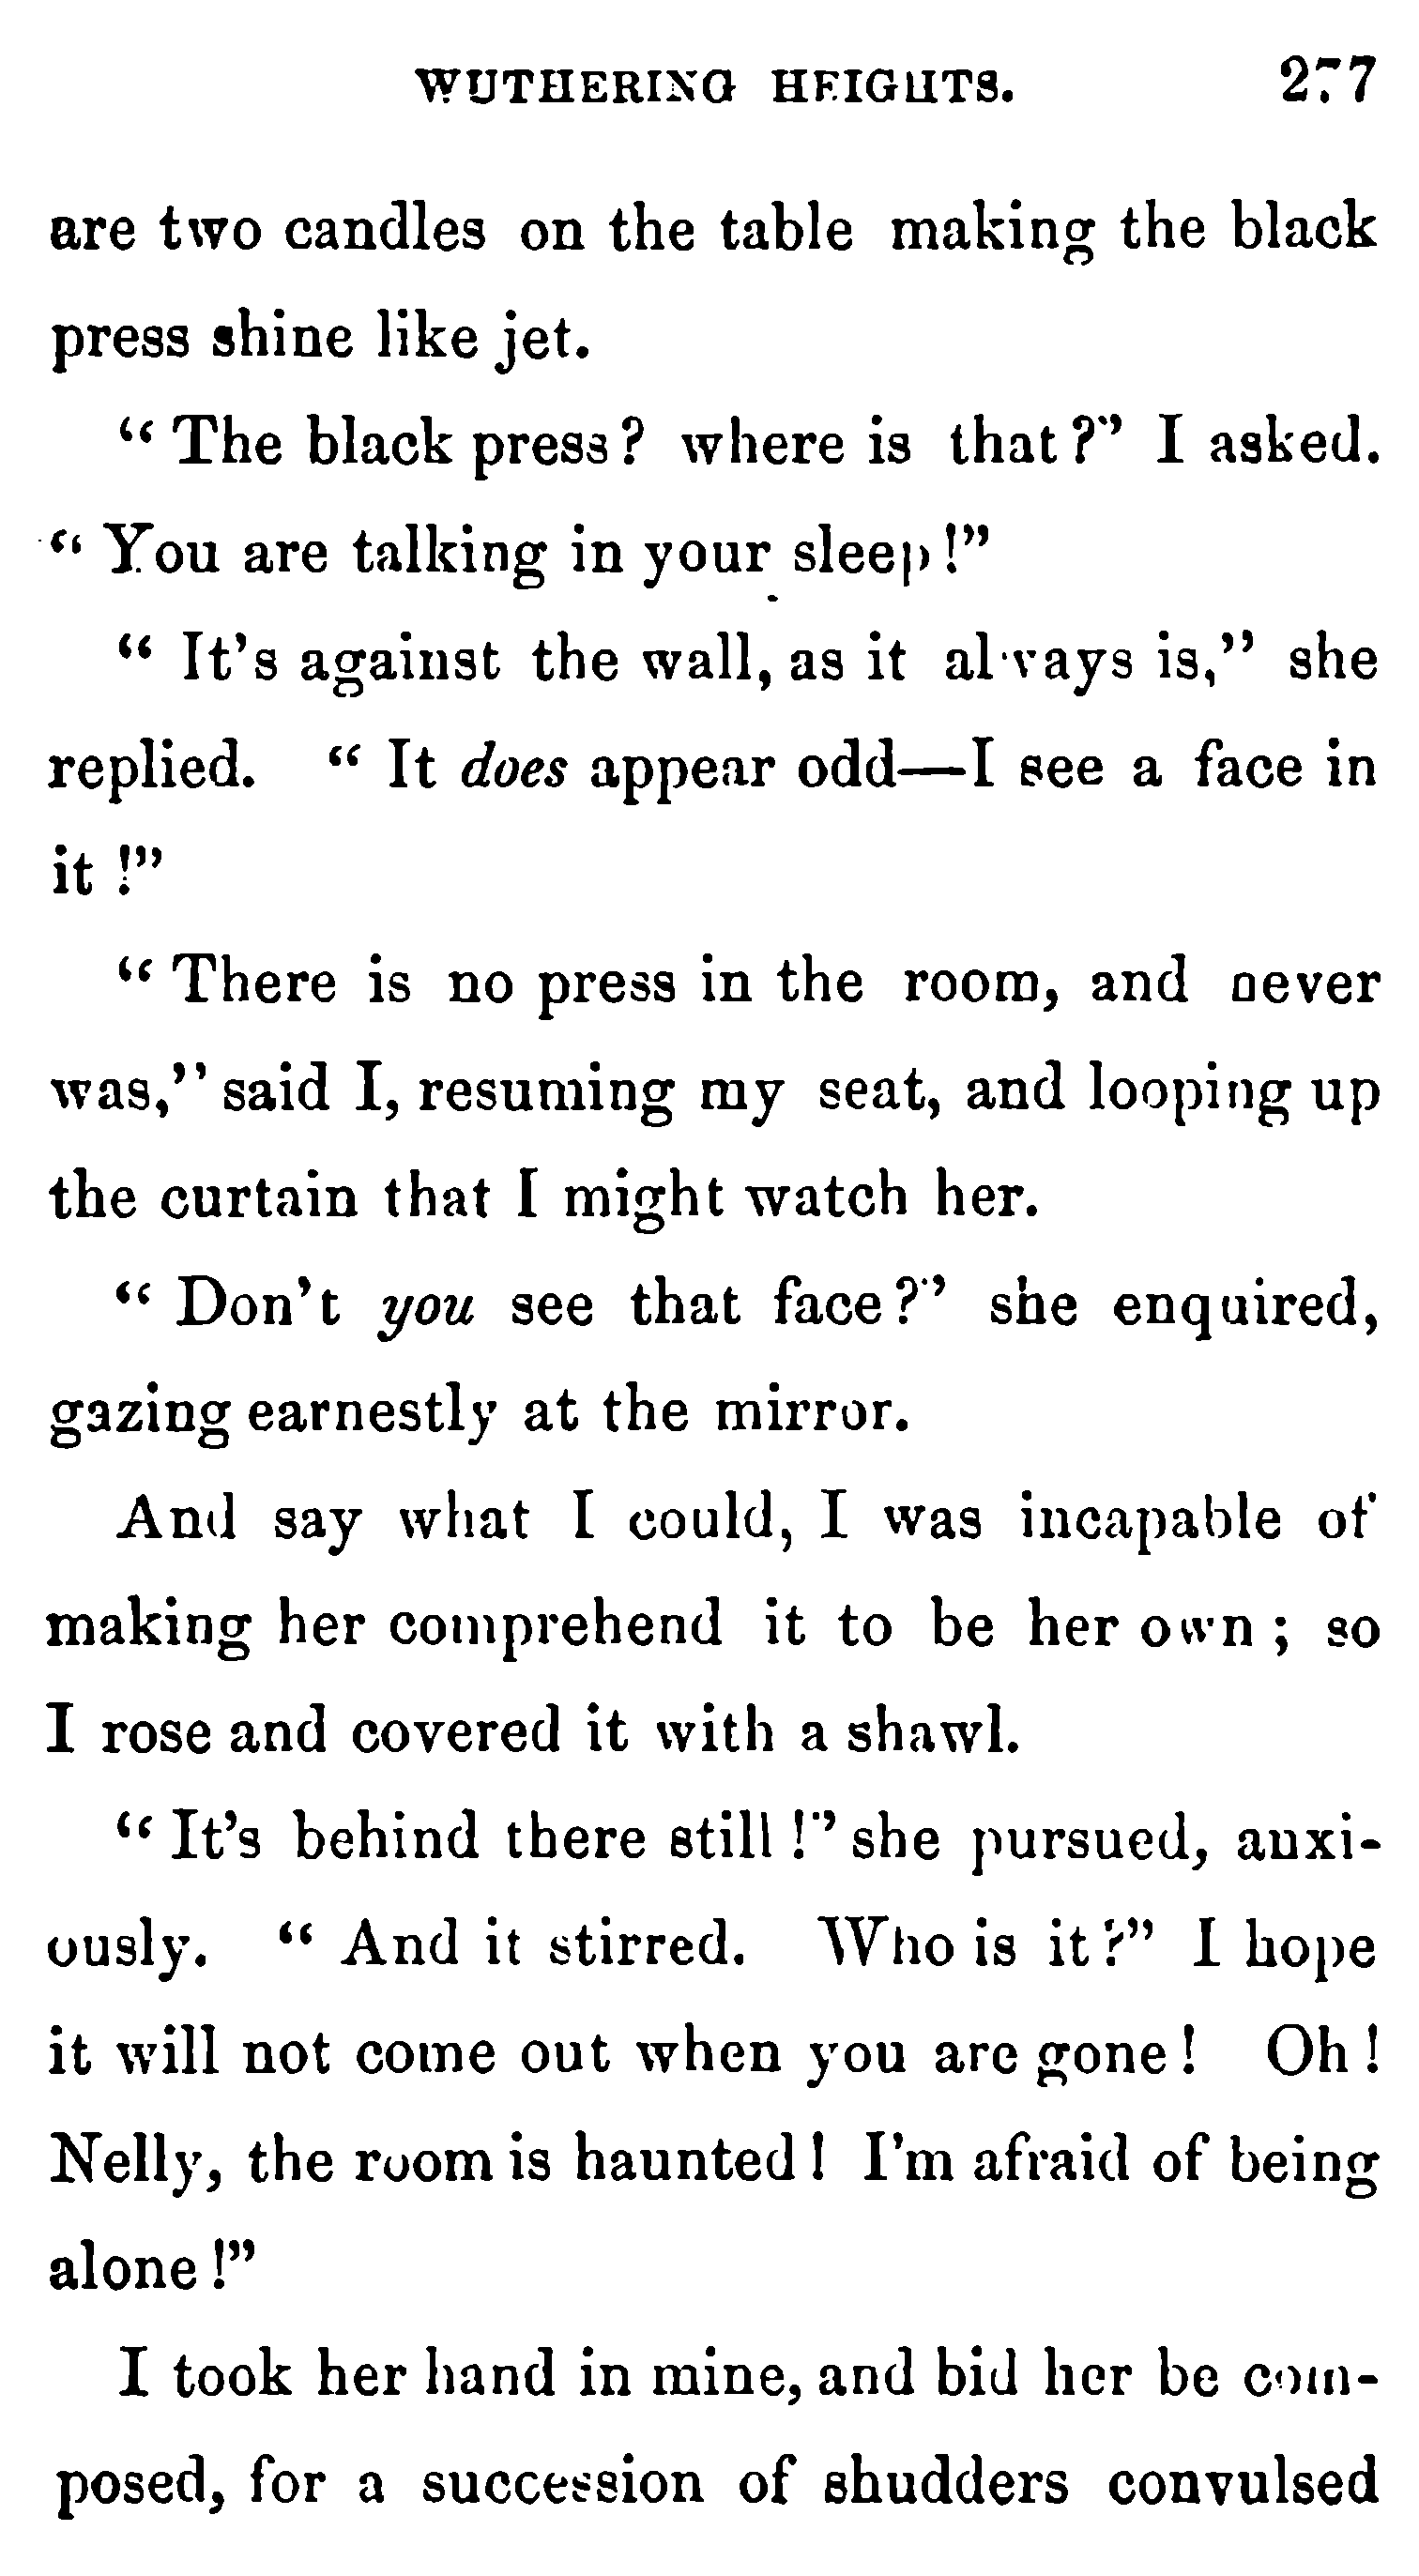 WUTHERING HEIGHTS. 277
are two candles on the table making the black
press shine like jet.
“ The black press ? where is that ?” I asked.
“ You are talking in your sleep !”
“ It’s against the wall, as it always is,” she
replied. “ It does appear odd—I see a face in
it !”
“ There is no press in the room, and never
was,” said I, resuming my seat, and looping up
the curtain that I might watch her.
“ Don’t you see that face ?” she enquired,
gazing earnestly at the mirror.
And say what I could, I was incapable of
making her comprehend it to be her own ; so
I rose and covered it with a shawl.
“ It’s behind there still !” she pursued, anxi-
ously. “ And it stirred. Who is it ?” I hope
it will not come out when you are gone ! Oh !
Nelly, the room is haunted ! I’m afraid of being
alone !”
I took her hand in mine, and bid her be com-
posed, for a succession of shudders convulsed